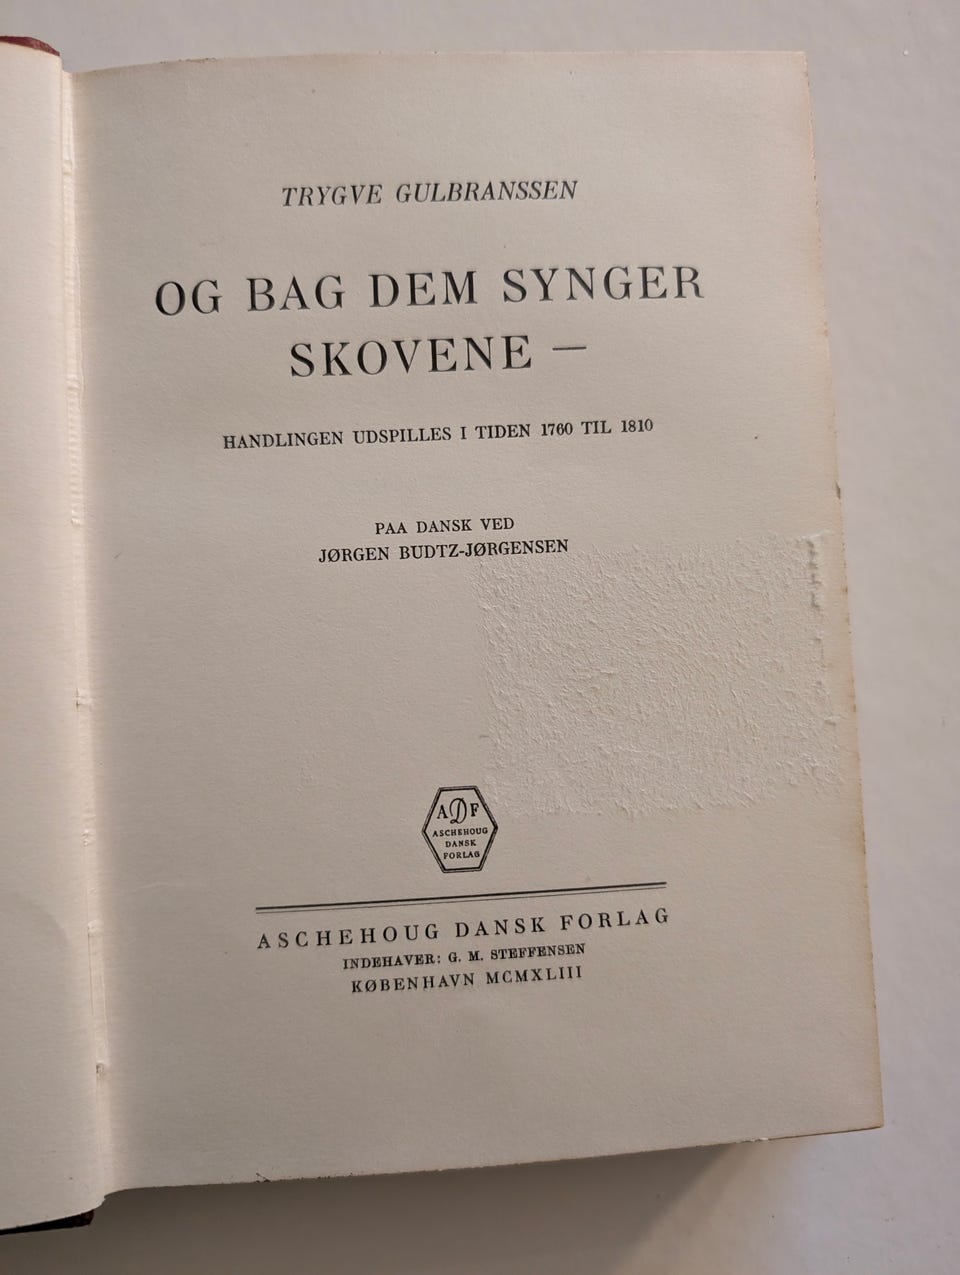 TRYGVE GULBRANSSEN
OG BAG DEM SYNGER
SKOVENE —
HANDLINGEN UDSPILLES I TIDEN 1760 TIL 1810
PAA DANSK VED
JØRGEN BUDTZ-JØRGENSEN
ADF
ASCHEHOUG
DANSK
FORLAG
ASCHEHOUG DANSK FORLAG
INDEHAVER: G. M. STEFFENSEN
KØBENHAVN MCMXLIII